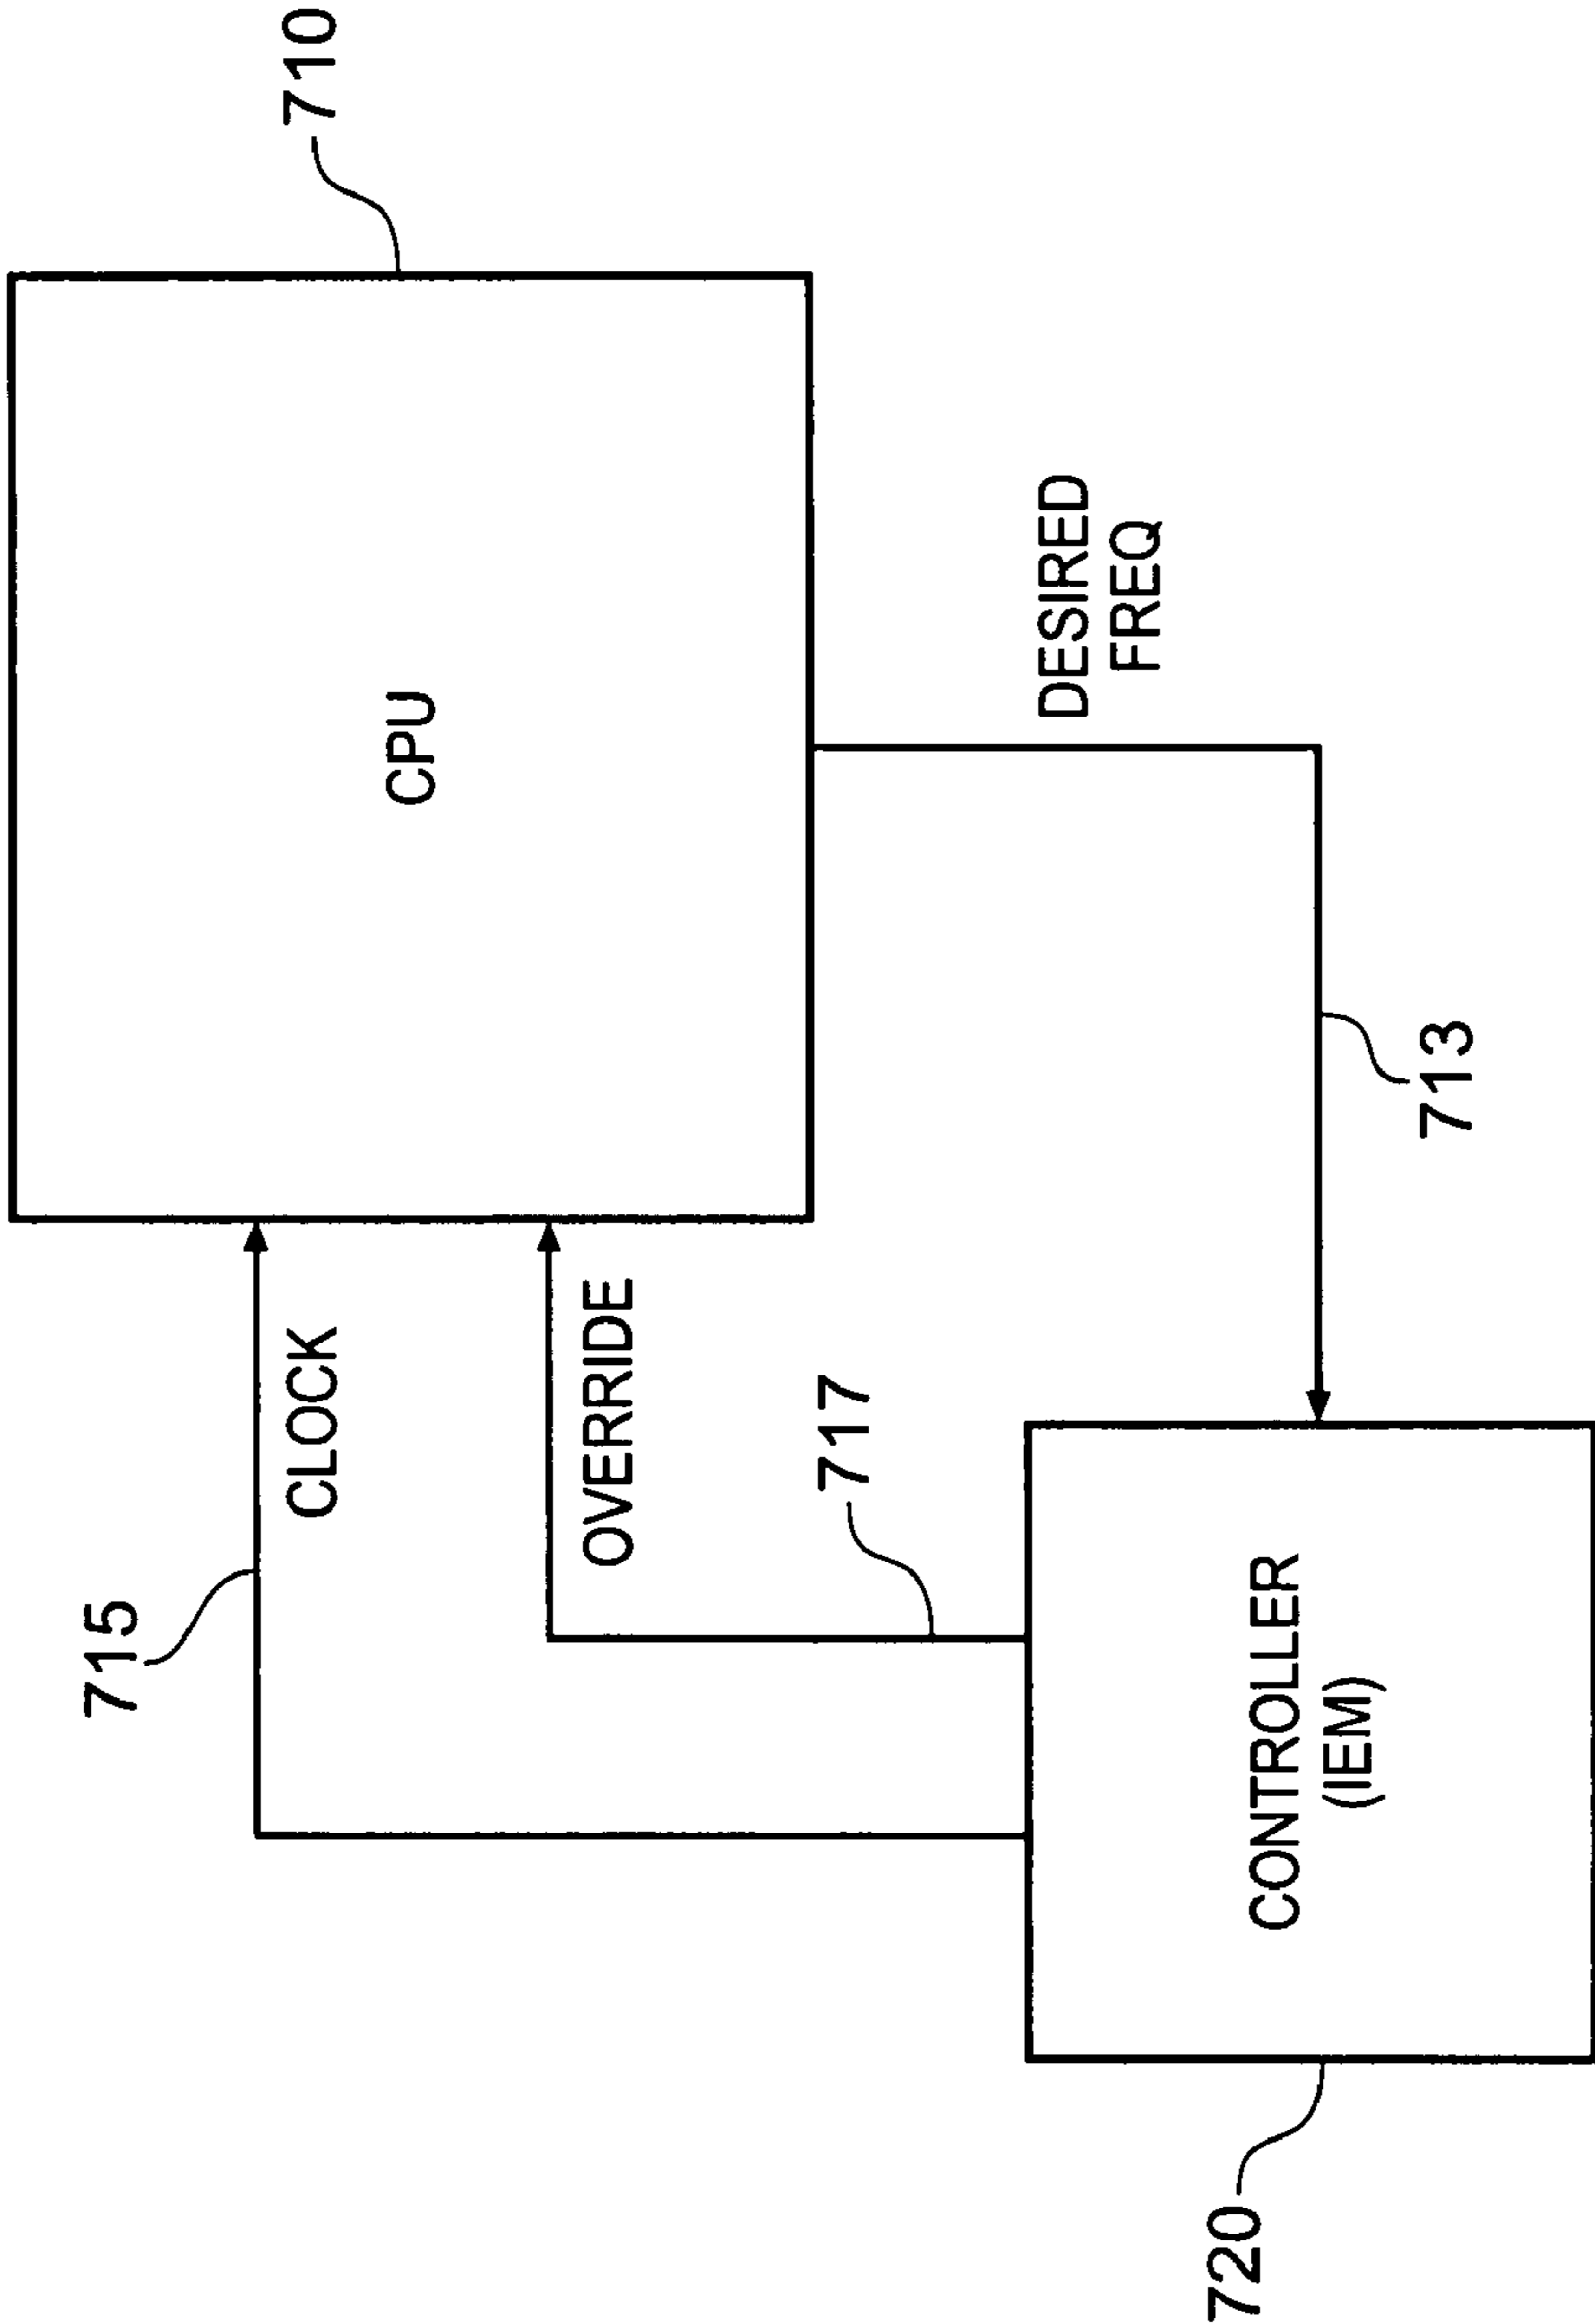 710
CPU
DESIRED
FREQ
713
715
CLOCK
OVERRIDE
717
CONTROLLER
(IEM)
720